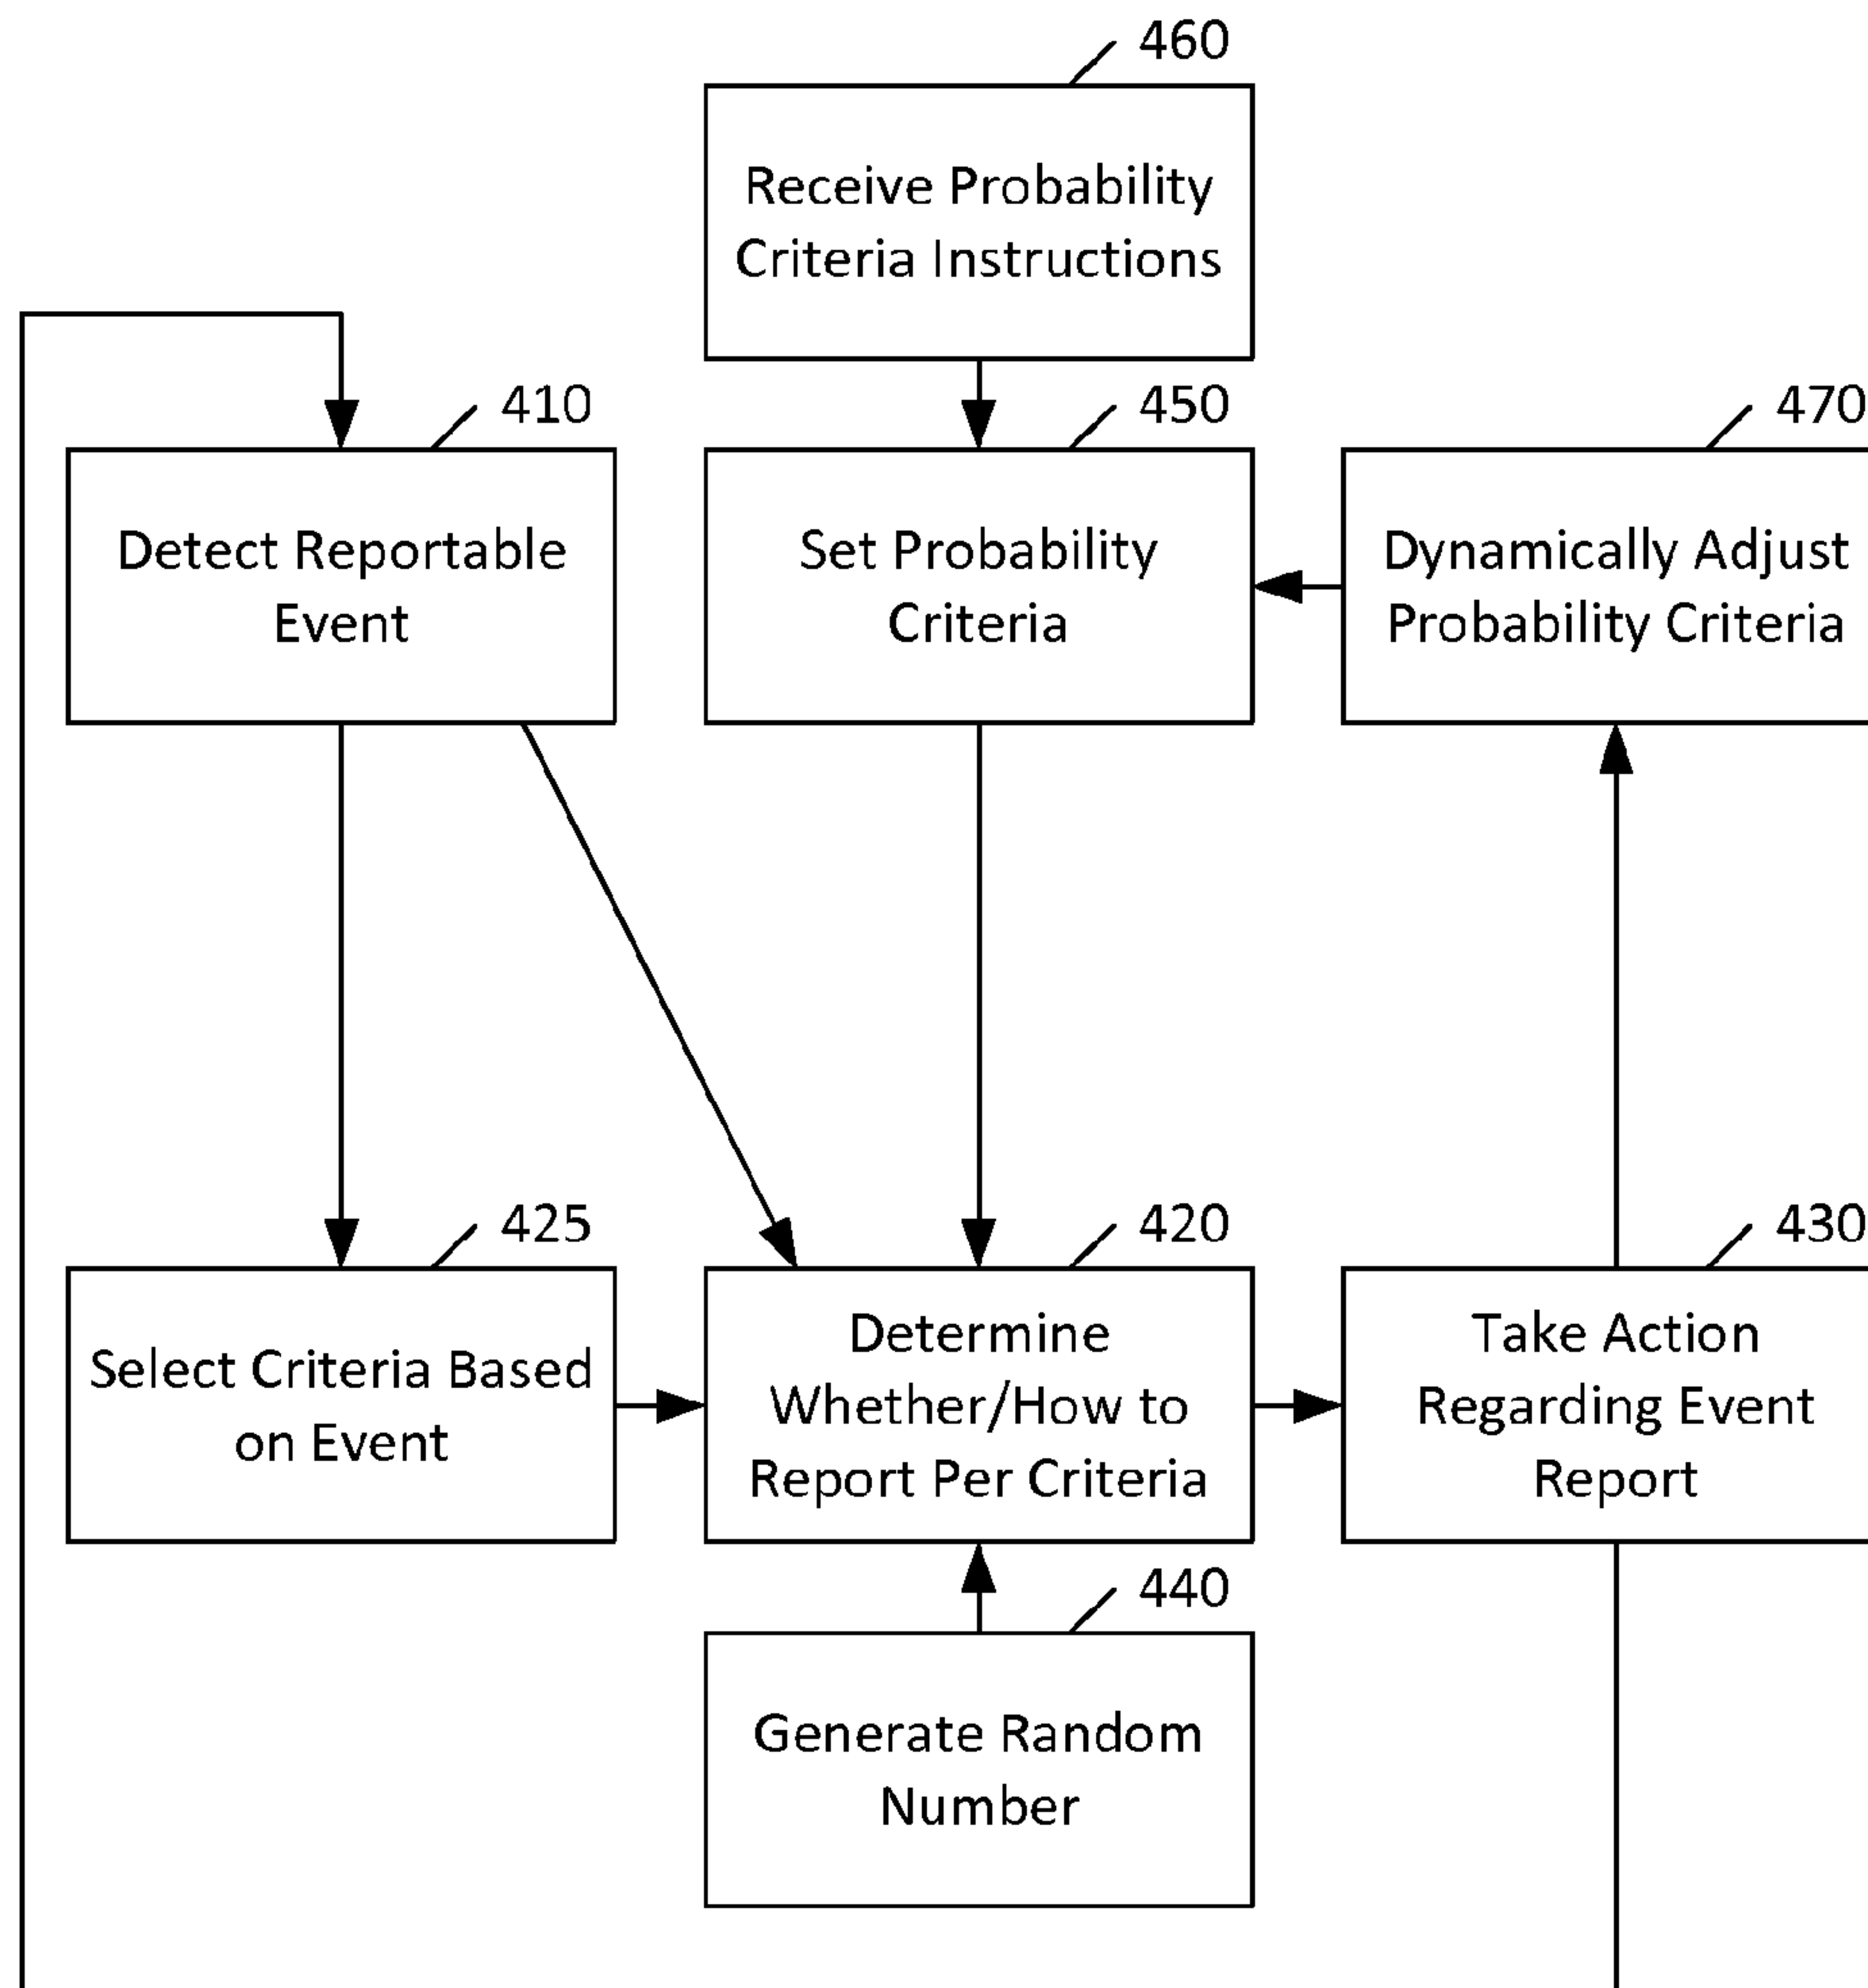 460
Receive Probability
Criteria Instructions
410
Detect Reportable
Event
450
Set Probability
Criteria
470
Dynamically Adjust
Probability Criteria
425
Select Criteria Based
on Event
420
Determine
Whether/How to
Report Per Criteria
430
Take Action
Regarding Event
Report
440
Generate Random
Number